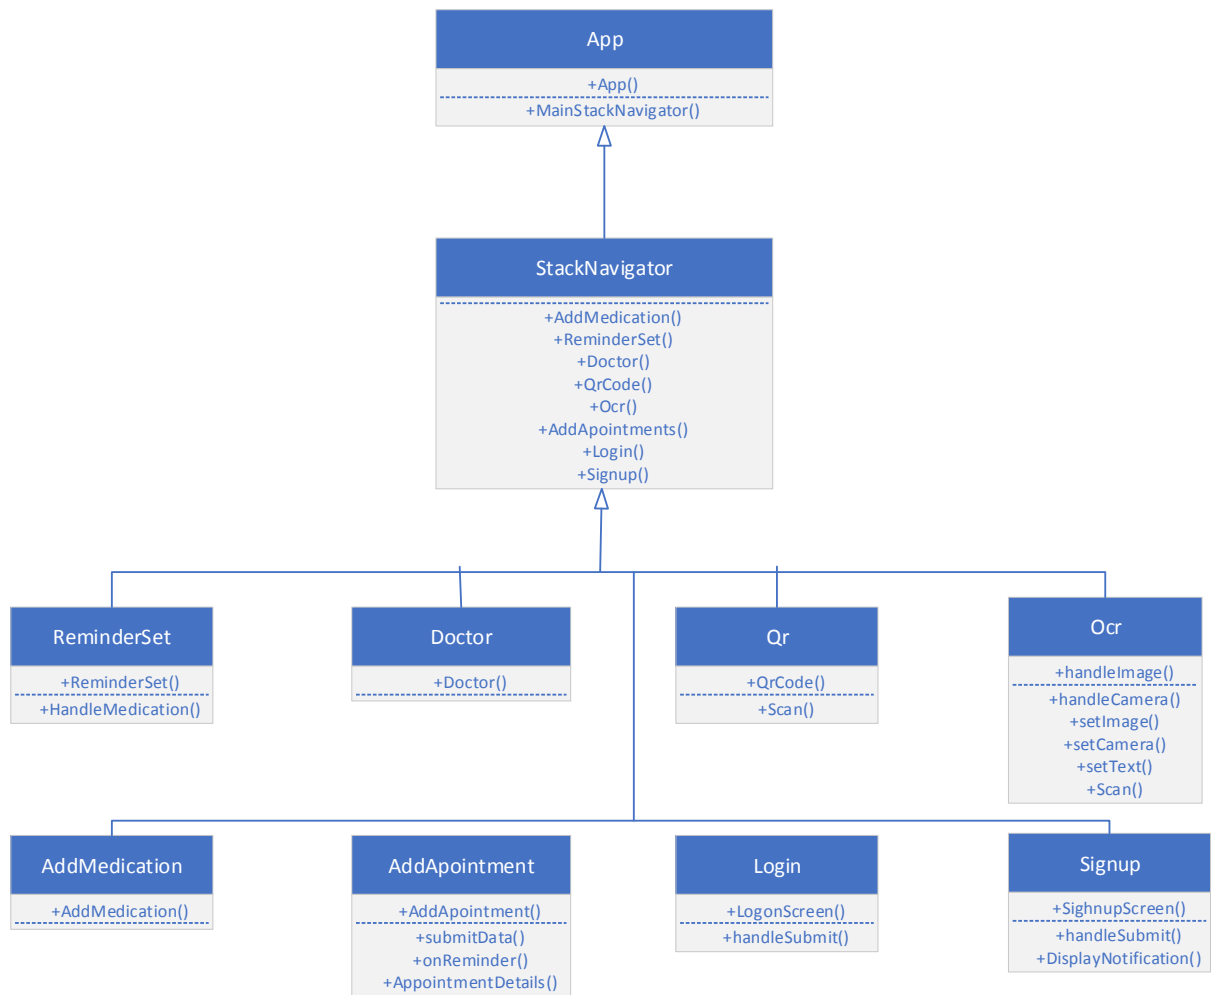 App
+App()
+MainStackNavigator()
StackNavigator
+AddMedication()
+ReminderSet()
+Doctor()
+QrCode()
+Ocr()
+AddApointments()
+Login()
+Signup()
ReminderSet
+ReminderSet()
+HandleMedication()
Doctor
+Doctor()
Qr
+QrCode()
+Scan()
Ocr
+handleImage()
+handleCamera()
+setImage()
+setCamera()
+setText()
+Scan()
AddMedication
+AddMedication()
AddApointment
+AddApointment()
+submitData()
+onReminder()
+AppointmentDetails()
Login
+LogonScreen()
+handleSubmit()
Signup
+SighnupScreen()
+handleSubmit()
+DisplayNotification()